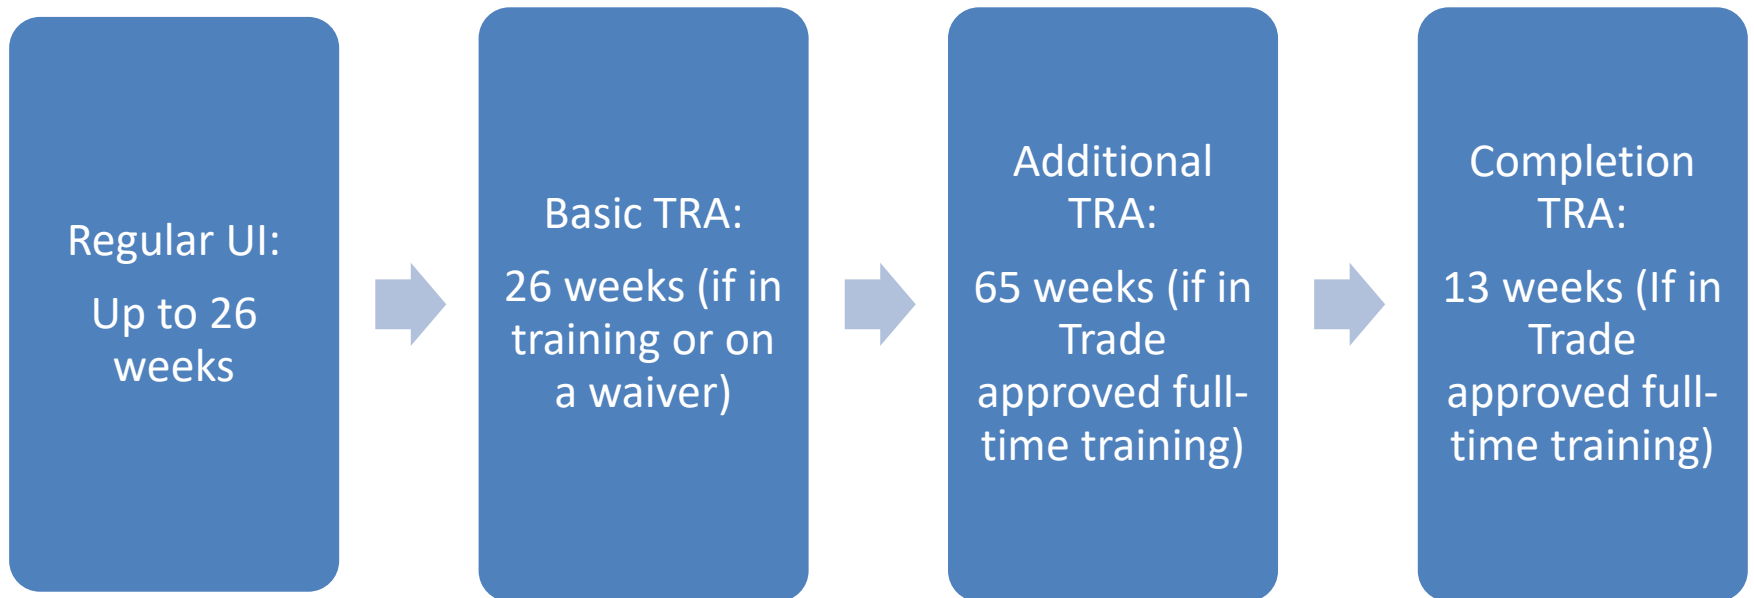 Regular UI:
Up to 26
weeks
Basic TRA:
26 weeks (if in
training or on
a waiver)
Additional
TRA:
65 weeks (if in
Trade
approved full-
time training)
Completion
TRA:
13 weeks (If in
Trade
approved full-
time training)